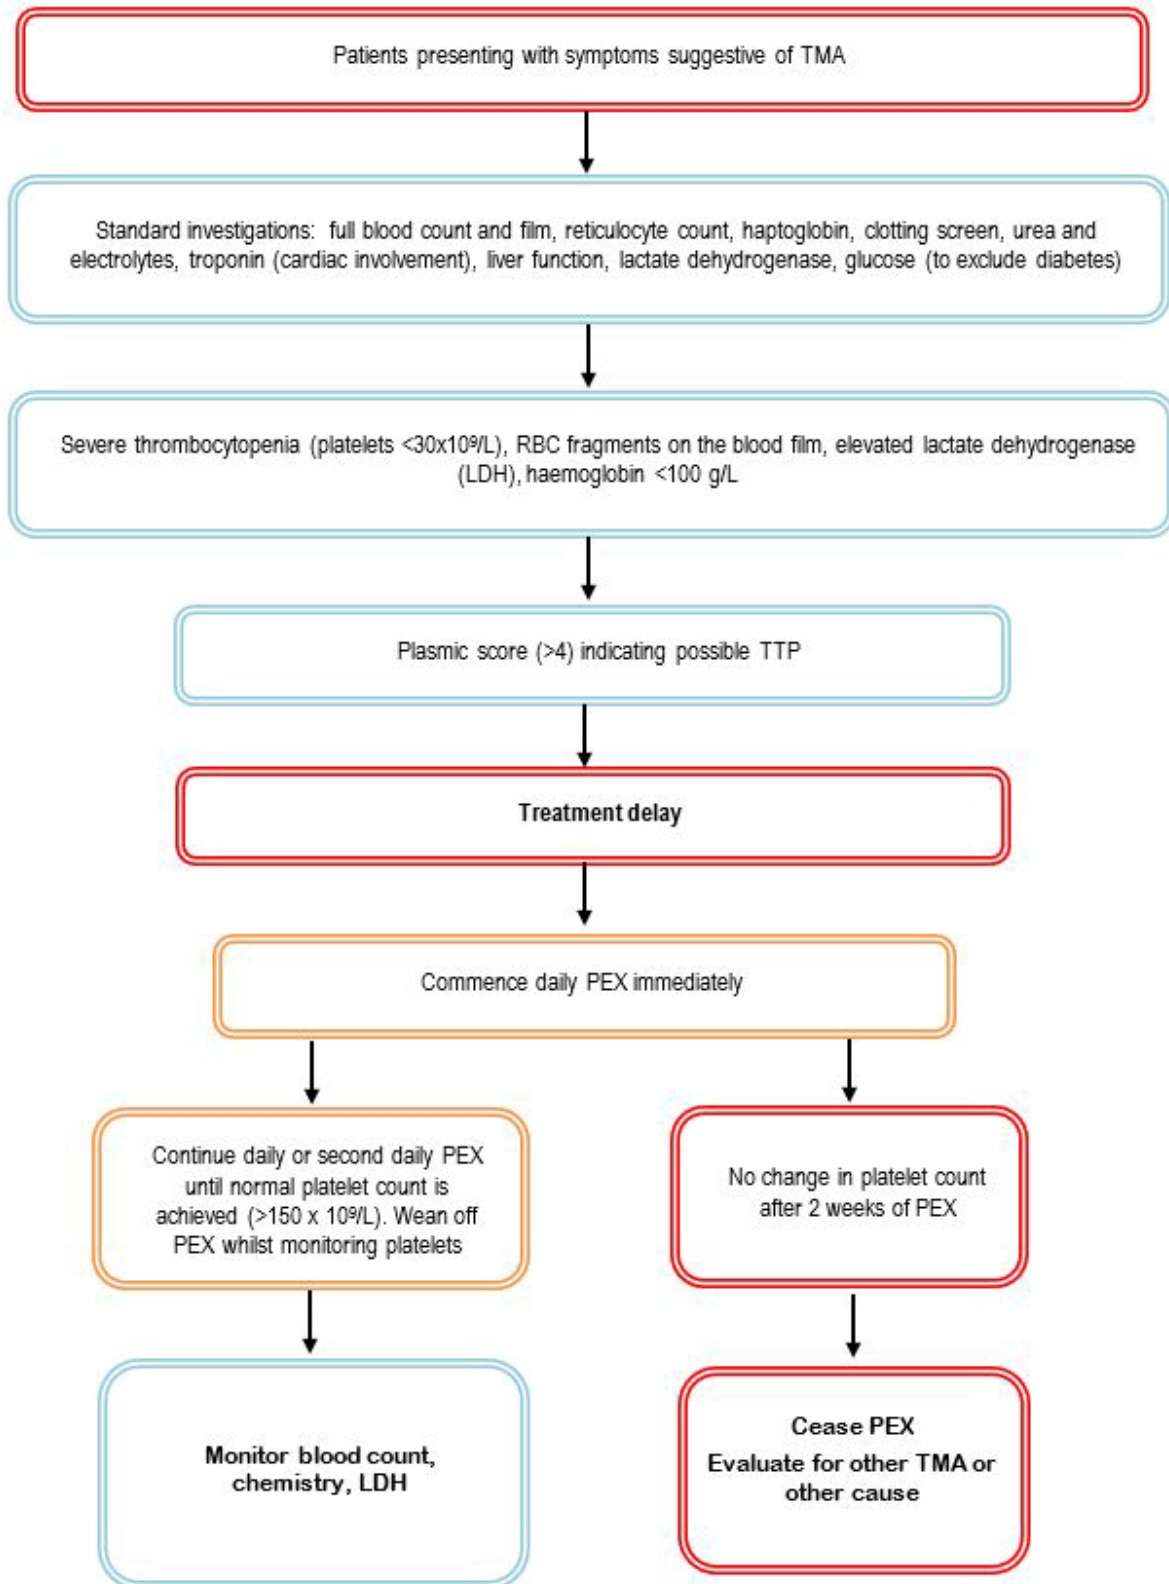 Patients presenting with symptoms suggestive of TMA
Standard investigations: full blood count and film, reticulocyte count, haptoglobin, clotting screen, urea and
electrolytes, troponin (cardiac involvement), liver function, lactate dehydrogenase, glucose (to exclude diabetes)
Severe thrombocytopenia (platelets <30x10⁹/L), RBC fragments on the blood film, elevated lactate dehydrogenase
(LDH), haemoglobin <100 g/L
Plasmic score (>4) indicating possible TTP
Treatment delay
Commence daily PEX immediately
Continue daily or second daily PEX
until normal platelet count is
achieved (>150 x 10⁹/L). Wean off
PEX whilst monitoring platelets
No change in platelet count
after 2 weeks of PEX
Monitor blood count,
chemistry, LDH
Cease PEX
Evaluate for other TMA or
other cause